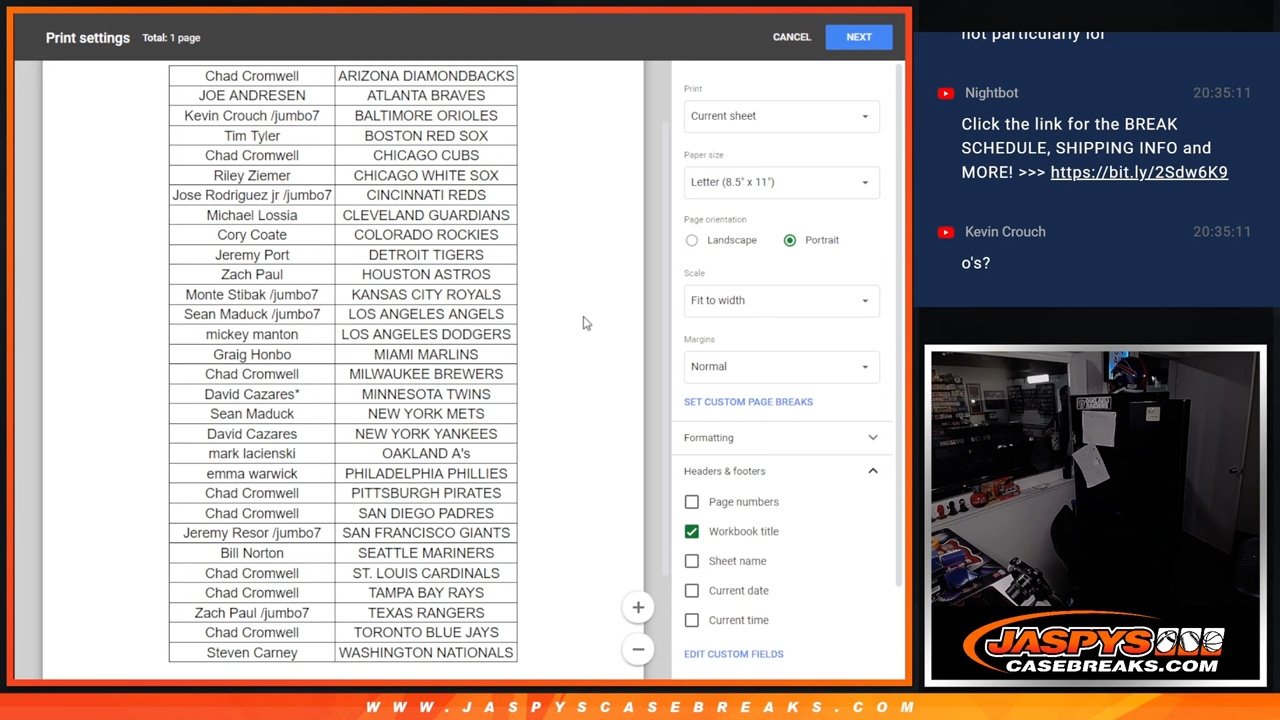 Print settings Total: 1 page CANCEL NEXT
Chad Cromwell ARIZONA DIAMONDBACKS
JOE ANDRESEN ATLANTA BRAVES
Kevin Crouch /jumbo7 BALTIMORE ORIOLES
Tim Tyler BOSTON RED SOX
Chad Cromwell CHICAGO CUBS
Riley Ziemer CHICAGO WHITE SOX
Jose Rodriguez jr /jumbo7 CINCINNATI REDS
Michael Lossia CLEVELAND GUARDIANS
Cory Coate COLORADO ROCKIES
Jeremy Port DETROIT TIGERS
Zach Paul HOUSTON ASTROS
Monte Stibak /jumbo7 KANSAS CITY ROYALS
Sean Maduck /jumbo7 LOS ANGELES ANGELS
mickey manton LOS ANGELES DODGERS
Graig Honbo MIAMI MARLINS
Chad Cromwell MILWAUKEE BREWERS
David Cazares* MINNESOTA TWINS
Sean Maduck NEW YORK METS
David Cazares NEW YORK YANKEES
mark lacienski OAKLAND A's
emma warwick PHILADELPHIA PHILLIES
Chad Cromwell PITTSBURGH PIRATES
Chad Cromwell SAN DIEGO PADRES
Jeremy Resor /jumbo7 SAN FRANCISCO GIANTS
Bill Norton SEATTLE MARINERS
Chad Cromwell ST. LOUIS CARDINALS
Chad Cromwell TAMPA BAY RAYS
Zach Paul /jumbo7 TEXAS RANGERS
Chad Cromwell TORONTO BLUE JAYS
Steven Carney WASHINGTON NATIONALS
Print
Current sheet
Paper size
Letter (8.5" x 11")
Page orientation
Landscape Portrait
Scale
Fit to width
Margins
Normal
SET CUSTOM PAGE BREAKS
Formatting
Headers & footers
Page numbers
Workbook title
Sheet name
Current date
Current time
EDIT CUSTOM FIELDS
not particularly for
Nightbot 20:35:11
Click the link for the BREAK
SCHEDULE, SHIPPING INFO and
MORE! >>> https://bit.ly/2Sdw6K9
Kevin Crouch 20:35:11
o's?
JASPYS
CASEBREAKS.COM
WWW.JASPYSCASEBREAKS.COM